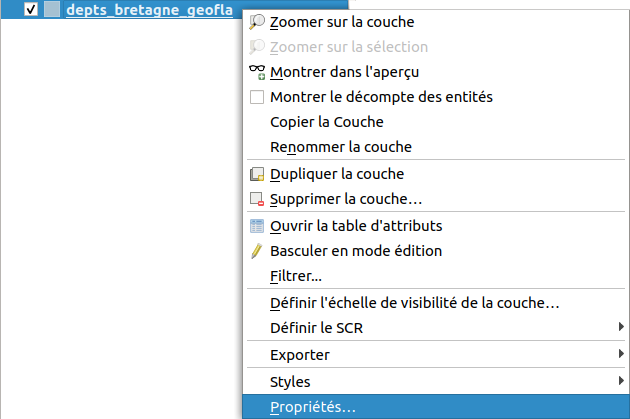 depts_bretagne_geofla
Zoomer sur la couche
Zoomer sur la sélection
Montrer dans l'aperçu
Montrer le décompte des entités
Copier la Couche
Renommer la couche
Dupliquer la couche
Supprimer la couche…
Ouvrir la table d'attributs
Basculer en mode édition
Filtrer...
Définir l'échelle de visibilité de la couche…
Définir le SCR
Exporter
Styles
Propriétés…